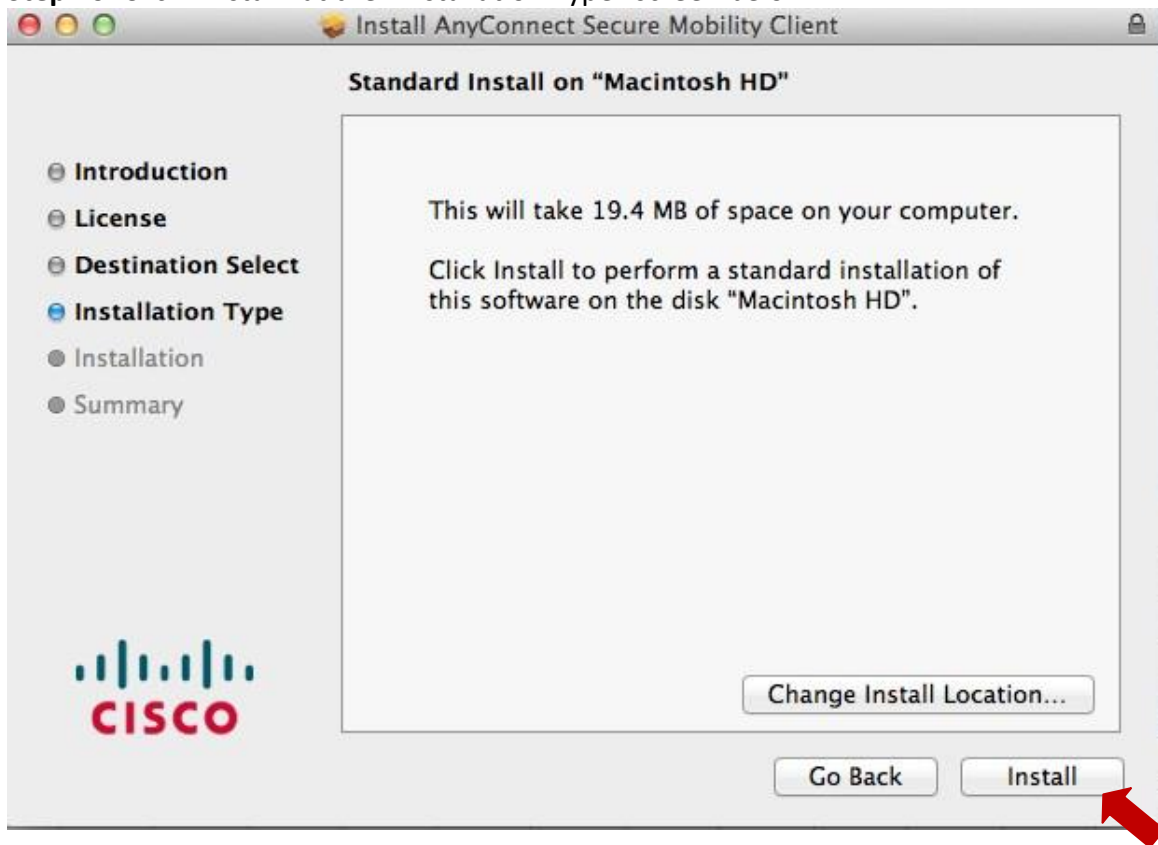 Install AnyConnect Secure Mobility Client
Standard Install on “Macintosh HD”
Introduction
License
Destination Select
Installation Type
Installation
Summary
This will take 19.4 MB of space on your computer.
Click Install to perform a standard installation of
this software on the disk “Macintosh HD”.
Change Install Location...
CISCO
Go Back
Install